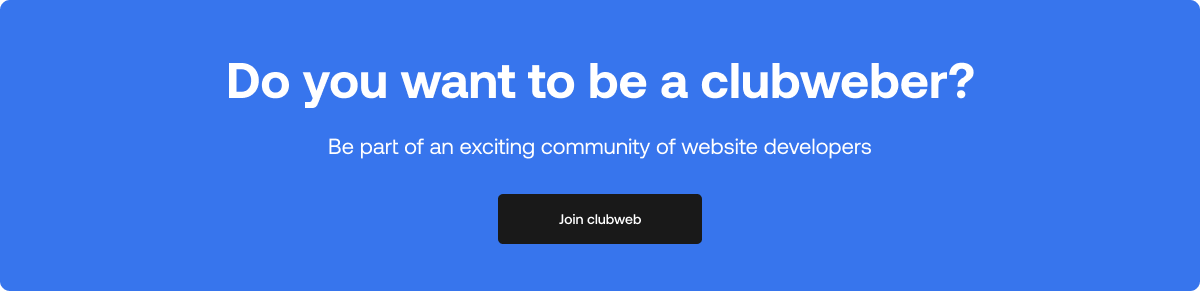 Do you want to be a clubweber?
Be part of an exciting community of website developers
Join clubweb